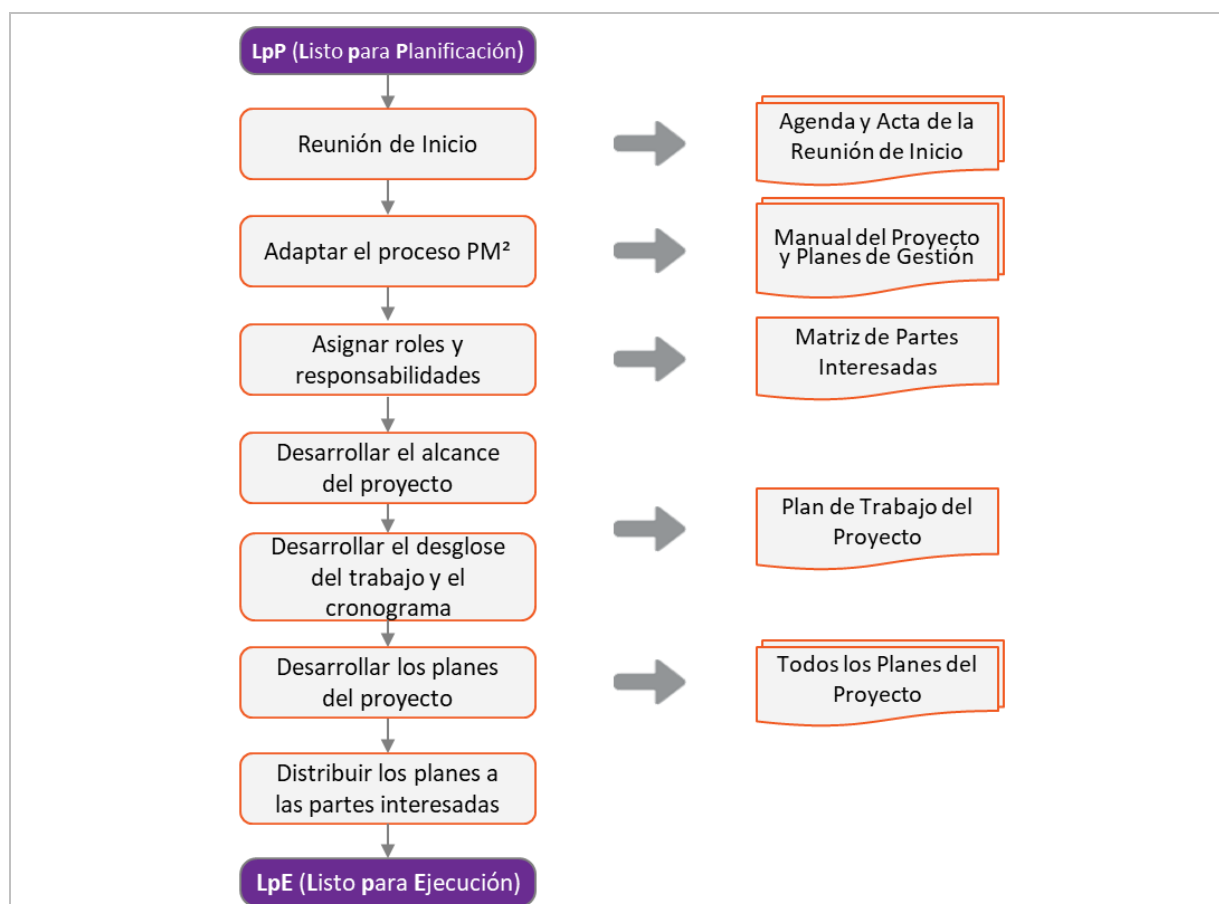 LpP (Listo para Planificación)
Reunión de Inicio
Agenda y Acta de la
Reunión de Inicio
Adaptar el proceso PM²
Manual del Proyecto
y Planes de Gestión
Asignar roles y
responsabilidades
Matriz de Partes
Interesadas
Desarrollar el alcance
del proyecto
Desarrollar el desglose
del trabajo y el
cronograma
Plan de Trabajo del
Proyecto
Desarrollar los planes
del proyecto
Todos los Planes del
Proyecto
Distribuir los planes a
las partes interesadas
LpE (Listo para Ejecución)